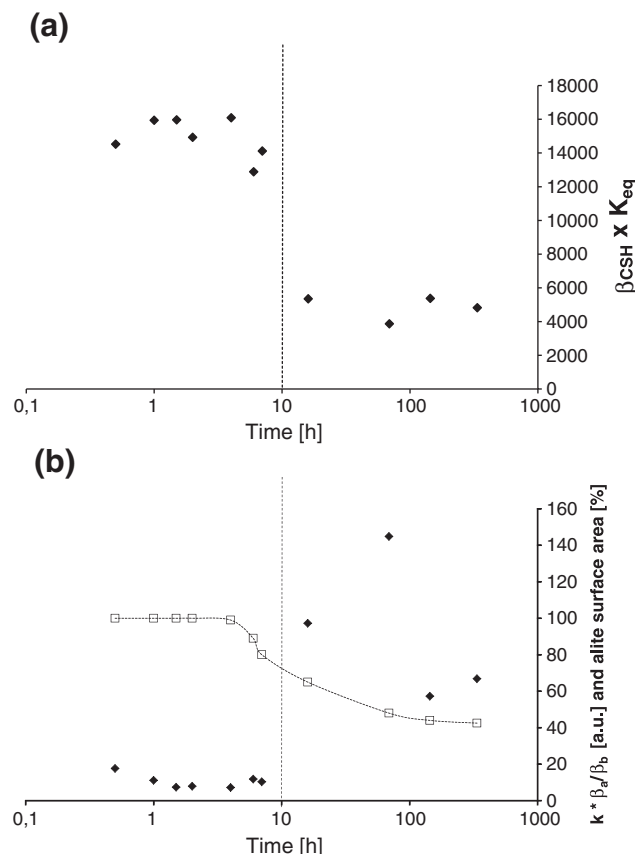 (a)
18000
16000
14000
12000
10000
8000
6000
4000
2000
0
βCSH x Keq
0,1 1 10 100 1000
Time [h]
(b)
160
140
120
100
80
60
40
20
0
k * βa/βb [a.u.] and alite surface area [%]
0,1 1 10 100 1000
Time [h]